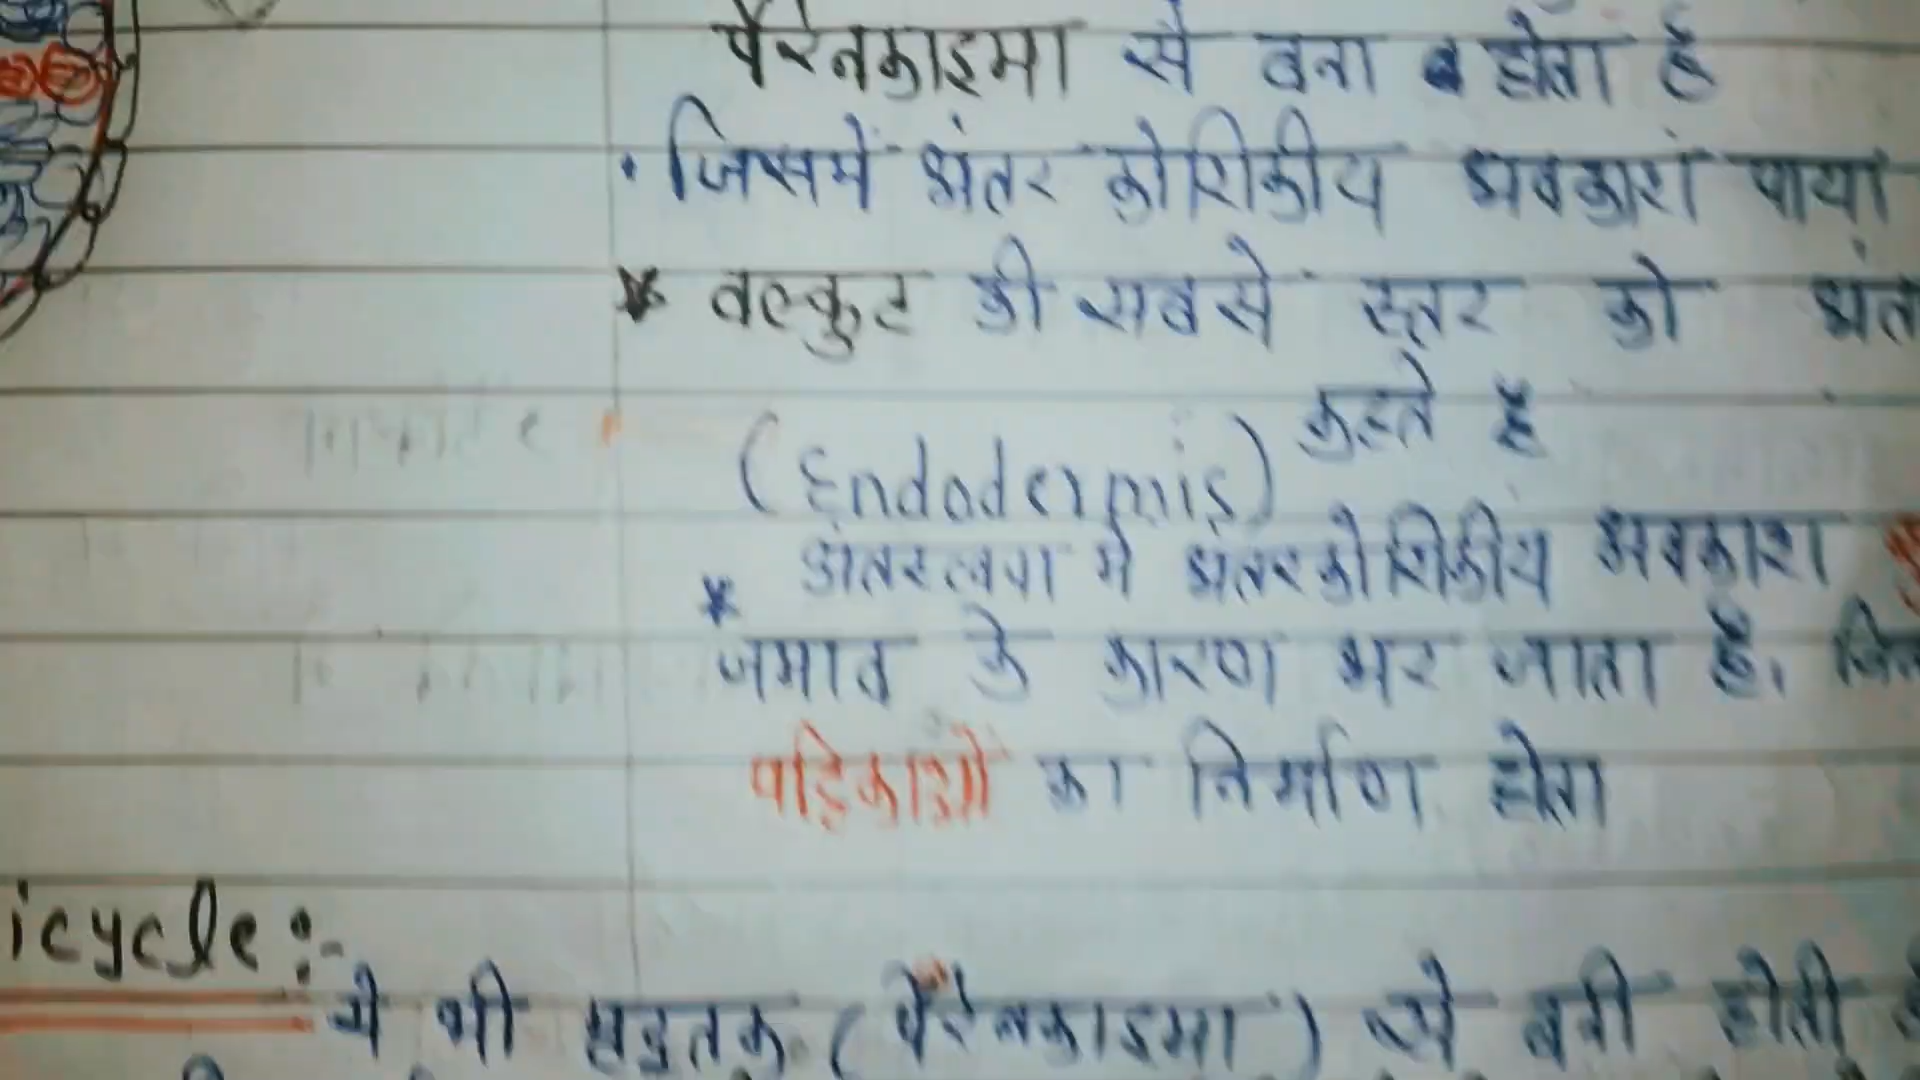 पैरेनकाइमा से बना होता है
• जिसमें अंतर कोशिकीय अवकाश पाया
* वल्कुट की सबसे स्तर को
(Endodermis) कहते है
* अंतस्त्वचा मे अंतरकोशिकीय अवकाश
जमाव के कारण भर जाता है।
पट्टिकाओं का निर्माण होता
icycle:-
ये भी मृदुतक (पैरेनकाइमा) से बनी होती